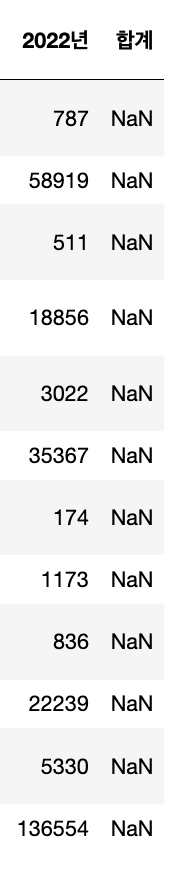 2022년 합계
787 NaN
58919 NaN
511 NaN
18856 NaN
3022 NaN
35367 NaN
174 NaN
1173 NaN
836 NaN
22239 NaN
5330 NaN
136554 NaN